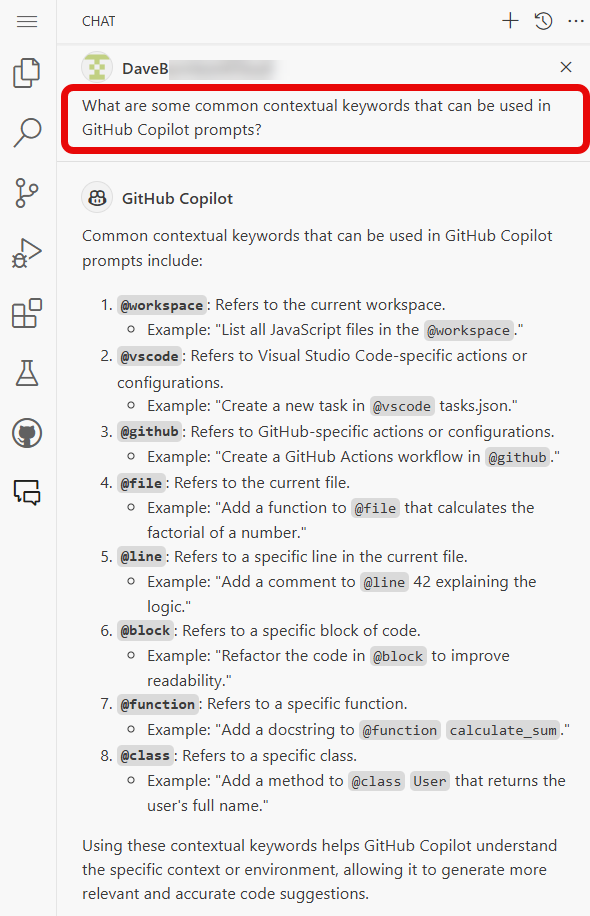 CHAT
DaveB
What are some common contextual keywords that can be used in
GitHub Copilot prompts?
GitHub Copilot
Common contextual keywords that can be used in GitHub Copilot
prompts include:
1. @workspace: Refers to the current workspace.
Example: "List all JavaScript files in the @workspace."
2. @vscode: Refers to Visual Studio Code-specific actions or
configurations.
Example: "Create a new task in @vscode tasks.json."
3. @github: Refers to GitHub-specific actions or configurations.
Example: "Create a GitHub Actions workflow in @github."
4. @file: Refers to the current file.
Example: "Add a function to @file that calculates the
factorial of a number."
5. @line: Refers to a specific line in the current file.
Example: "Add a comment to @line 42 explaining the
logic."
6. @block: Refers to a specific block of code.
Example: "Refactor the code in @block to improve
readability."
7. @function: Refers to a specific function.
Example: "Add a docstring to @function calculate_sum."
8. @class: Refers to a specific class.
Example: "Add a method to @class User that returns the
user's full name."
Using these contextual keywords helps GitHub Copilot understand
the specific context or environment, allowing it to generate more
relevant and accurate code suggestions.